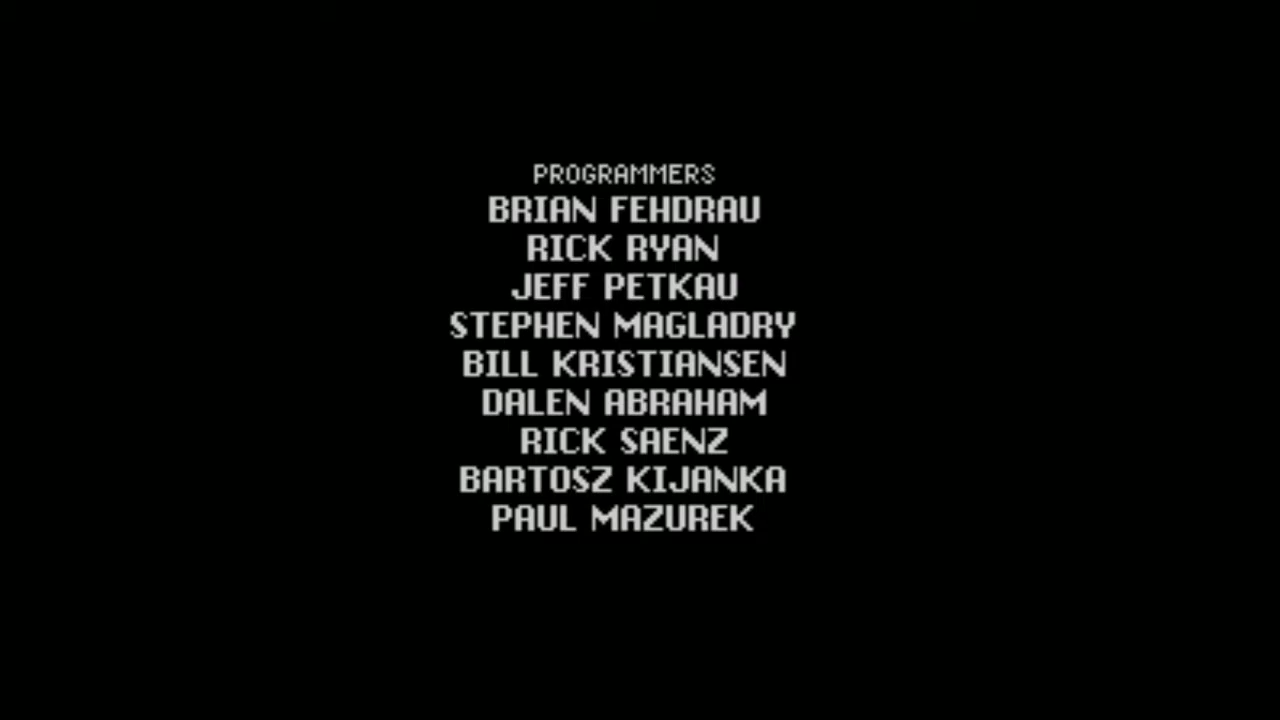 PROGRAMMERS
BRIAN FEHDRAU
RICK RYAN
JEFF PETKAU
STEPHEN MAGLADRY
BILL KRISTIANSEN
DALEN ABRAHAM
RICK SAENZ
BARTOSZ KIJANKA
PAUL MAZUREK